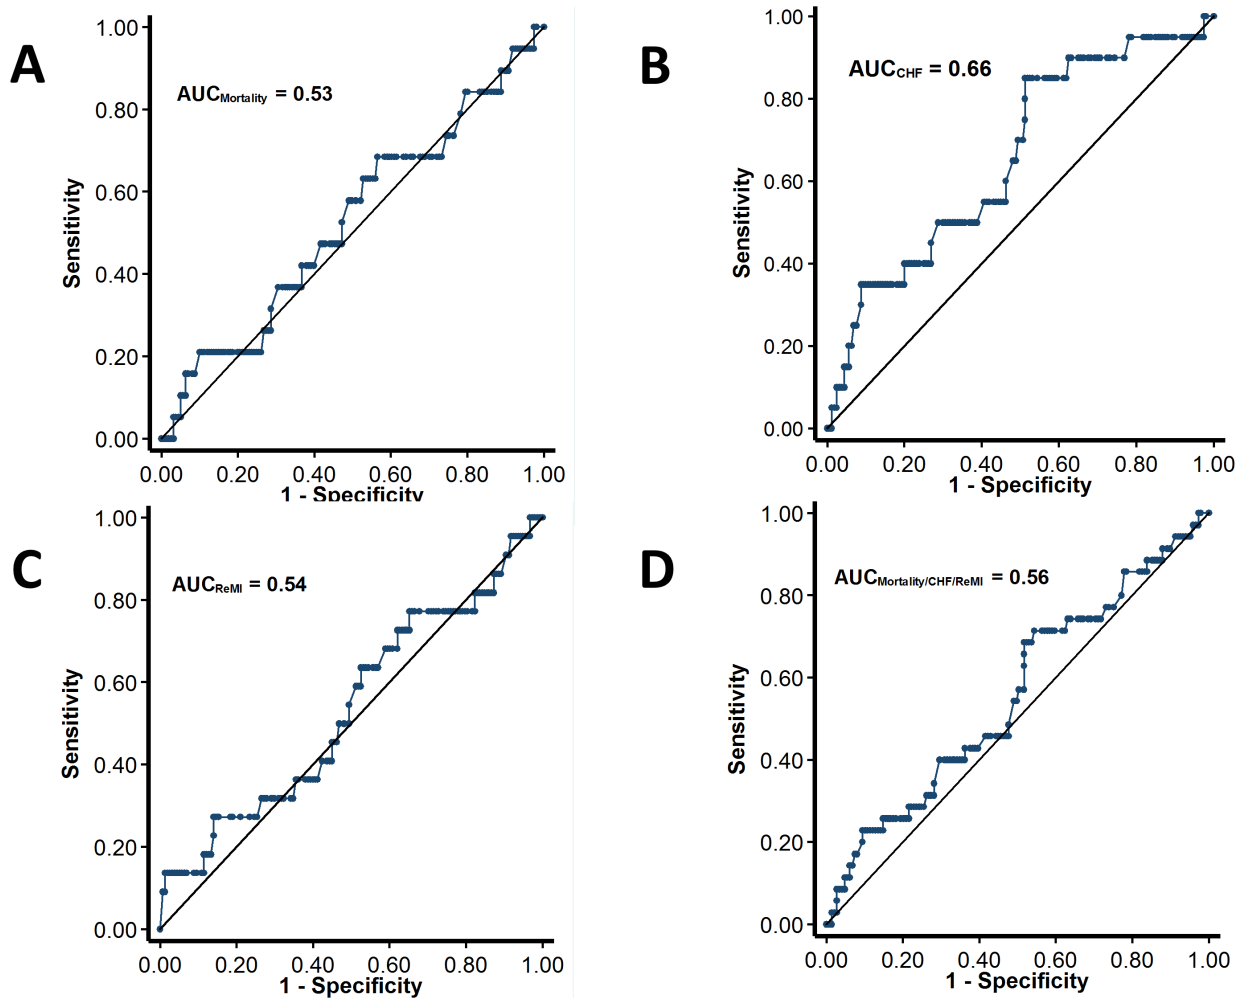 A
AUCMortality = 0.53
Sensitivity
1.00
0.80
0.60
0.40
0.20
0.00
0.00 0.20 0.40 0.60 0.80 1.00
1 - Specificity
B
AUCCHF = 0.66
Sensitivity
1.00
0.80
0.60
0.40
0.20
0.00
0.00 0.20 0.40 0.60 0.80 1.00
1 - Specificity
C
AUCReMI = 0.54
Sensitivity
1.00
0.80
0.60
0.40
0.20
0.00
0.00 0.20 0.40 0.60 0.80 1.00
1 - Specificity
D
AUCMortality/CHF/ReMI = 0.56
Sensitivity
1.00
0.80
0.60
0.40
0.20
0.00
0.00 0.20 0.40 0.60 0.80 1.00
1 - Specificity